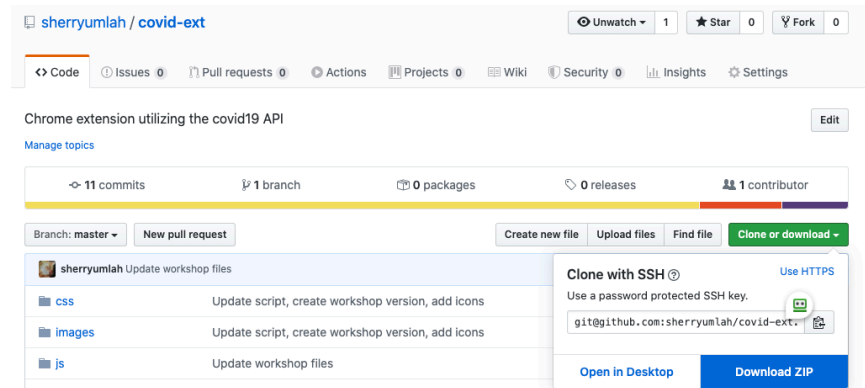 sherryumlah / covid-ext
Unwatch 1 Star 0 Fork 0
Code Issues 0 Pull requests 0 Actions Projects 0 Wiki Security 0 Insights Settings
Chrome extension utilizing the covid19 API Edit
Manage topics
11 commits 1 branch 0 packages 0 releases 1 contributor
Branch: master New pull request Create new file Upload files Find file Clone or download
sherryumlah Update workshop files
Clone with SSH ? Use HTTPS
Use a password protected SSH key.
css Update script, create workshop version, add icons
git@github.com:sherryumlah/covid-ext.
images Update script, create workshop version, add icons
js Update workshop files
Open in Desktop Download ZIP